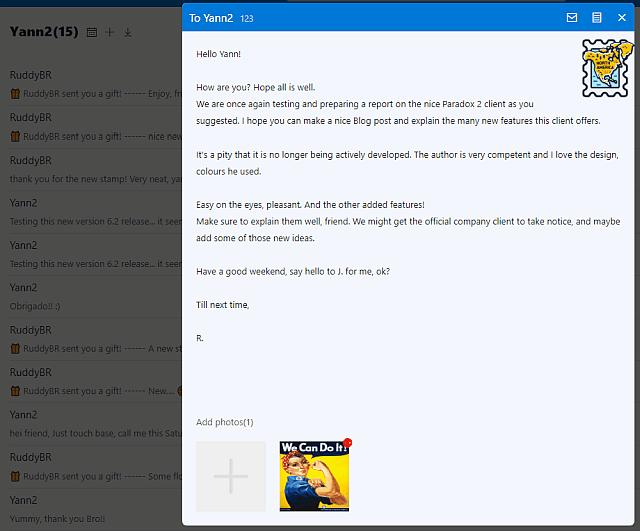 Yann2(15)
RuddyBR
RuddyBR sent you a gift! ------ Enjoy, fr
RuddyBR
RuddyBR sent you a gift! ------ nice new
RuddyBR
thank you for the new stamp! Very neat, ya
Yann2
Testing this new version 6.2 release... it seen
Yann2
Testing this new version 6.2 release... it seen
Yann2
Obrigado!! :)
RuddyBR
RuddyBR sent you a gift! ------ A new st
RuddyBR
RuddyBR sent you a gift! ------ New....
Yann2
hei friend, Just touch base, call me this Satu
RuddyBR
RuddyBR sent you a gift! ------ Some flo
Yann2
Yummy, thank you Bro!!
To Yann2 123
NORTH
AMERICA
Hello Yann!
How are you? Hope all is well.
We are once again testing and preparing a report on the nice Paradox 2 client as you
suggested. I hope you can make a nice Blog post and explain the many new features this client offers.
It's a pity that it is no longer being actively developed. The author is very competent and I love the design,
colours he used.
Easy on the eyes, pleasant. And the other added features!
Make sure to explain them well, friend. We might get the official company client to take notice, and maybe
add some of those new ideas.
Have a good weekend, say hello to J. for me, ok?
Till next time,
R.
Add photos(1)
We Can Do It!